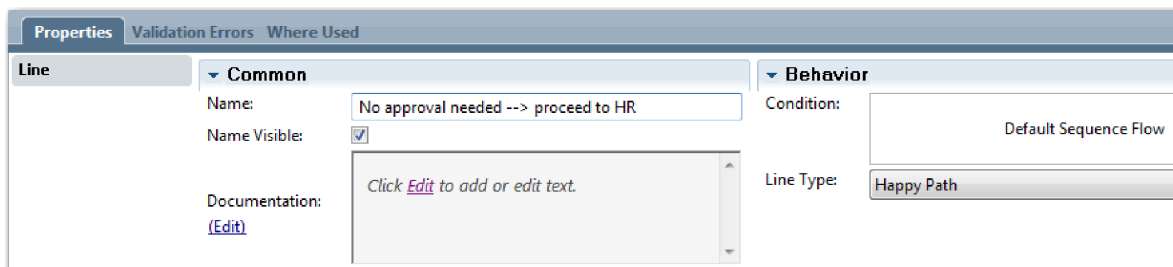 Properties Validation Errors Where Used
Line
Common
Name: No approval needed --> proceed to HR
Name Visible:
Documentation:
(Edit)
Click Edit to add or edit text.
Behavior
Condition: Default Sequence Flow
Line Type: Happy Path